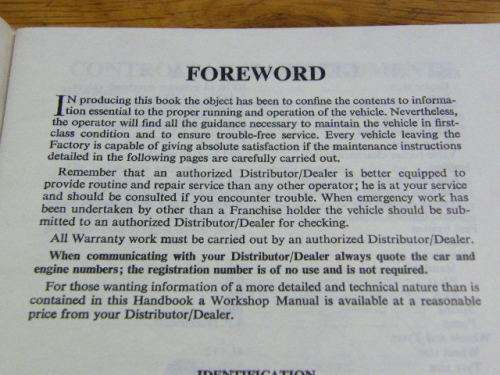 FOREWORD
IN producing this book the object has been to confine the contents to informa-
tion essential to the proper running and operation of the vehicle. Nevertheless,
the operator will find all the guidance necessary to maintain the vehicle in first-
class condition and to ensure trouble-free service. Every vehicle leaving the
Factory is capable of giving absolute satisfaction if the maintenance instructions
detailed in the following pages are carefully carried out.
Remember that an authorized Distributor/Dealer is better equipped to
provide routine and repair service than any other operator; he is at your service
and should be consulted if you encounter trouble. When emergency work has
been undertaken by other than a Franchise holder the vehicle should be sub-
mitted to an authorized Distributor/Dealer for checking.
All Warranty work must be carried out by an authorized Distributor/Dealer.
When communicating with your Distributor/Dealer always quote the car and
engine numbers; the registration number is of no use and is not required.
For those wanting information of a more detailed and technical nature than is
contained in this Handbook a Workshop Manual is available at a reasonable
price from your Distributor/Dealer.
IDENTIFICATION